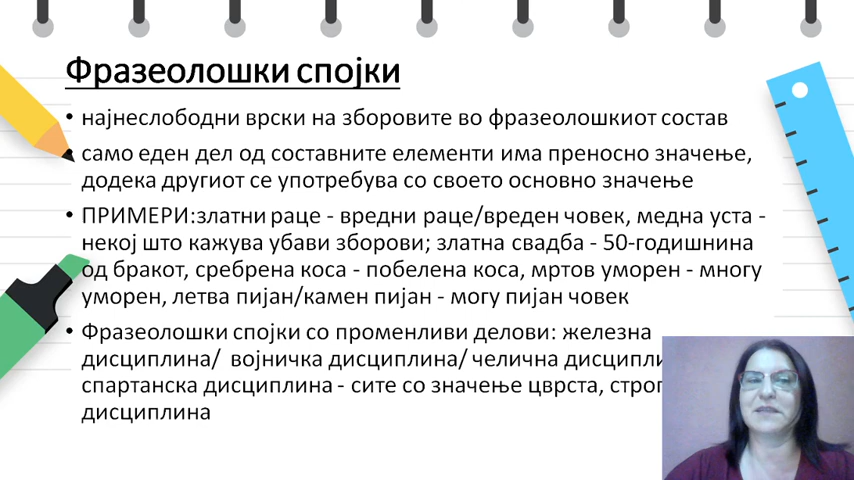 Фразеолошки спојки
• најнеслободни врски на зборовите во фразеолошкиот состав
• само еден дел од составните елементи има преносно значење,
додека другиот се употребува со своето основно значење
• ПРИМЕРИ:златни раце - вредни раце/вреден човек, медна уста -
некој што кажува убави зборови; златна свадба - 50-годишнина
од бракот, сребрена коса - побелена коса, мртов уморен - многу
уморен, летва пијан/камен пијан - могу пијан човек
• Фразеолошки спојки со променливи делови: железна
дисциплина/ војничка дисциплина/ челична
спартанска дисциплина - сите со значење цврста,
дисциплина